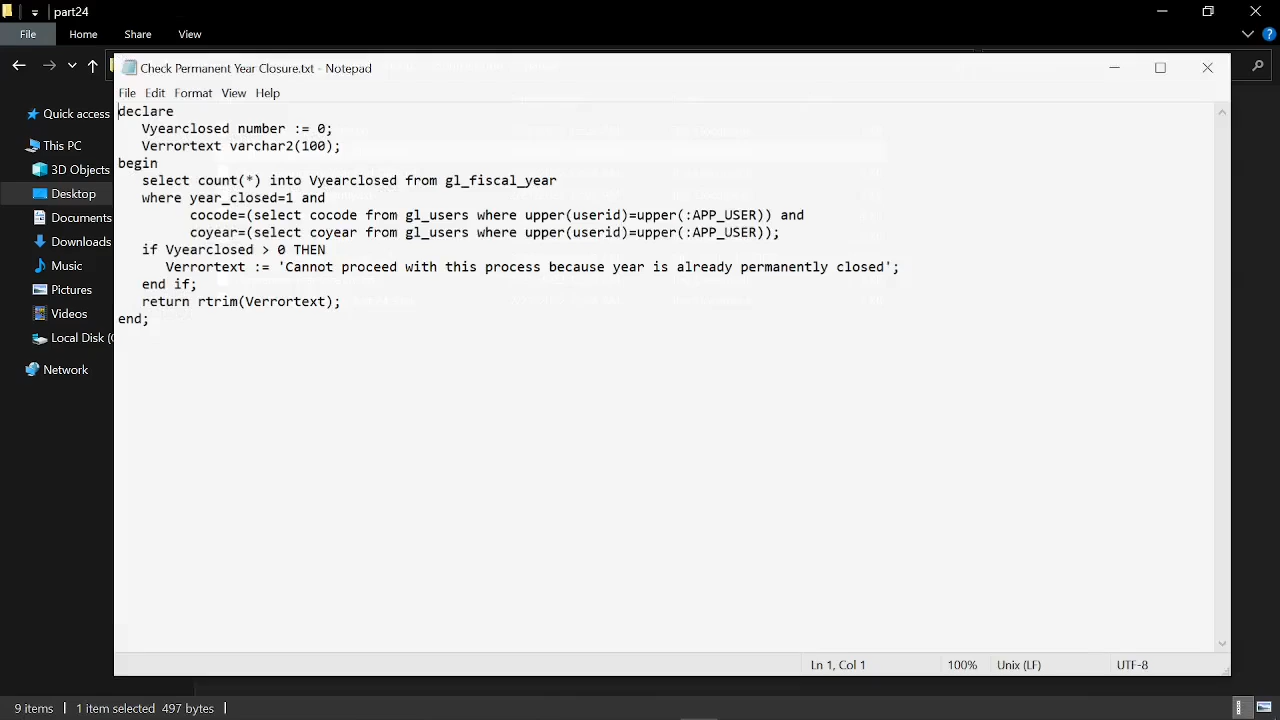 part24
File
Home
Share
View
Check Permanent Year Closure.txt - Notepad
File
Edit
Format
View
Help
declare
Vyearclosed number := 0;
Verrortext varchar2(100);
begin
select count(*) into Vyearclosed from gl_fiscal_year
where year_closed=1 and
cocode=(select cocode from gl_users where upper(userid)=upper(:APP_USER)) and
coyear=(select coyear from gl_users where upper(userid)=upper(:APP_USER));
if Vyearclosed > 0 THEN
Verrortext := 'Cannot proceed with this process because year is already permanently closed';
end if;
return rtrim(Verrortext);
end;
Quick access
This PC
3D Objects
Desktop
Documents
Downloads
Music
Pictures
Videos
Local Disk (
Network
Ln 1, Col 1
100%
Unix (LF)
UTF-8
9 items
1 item selected 497 bytes